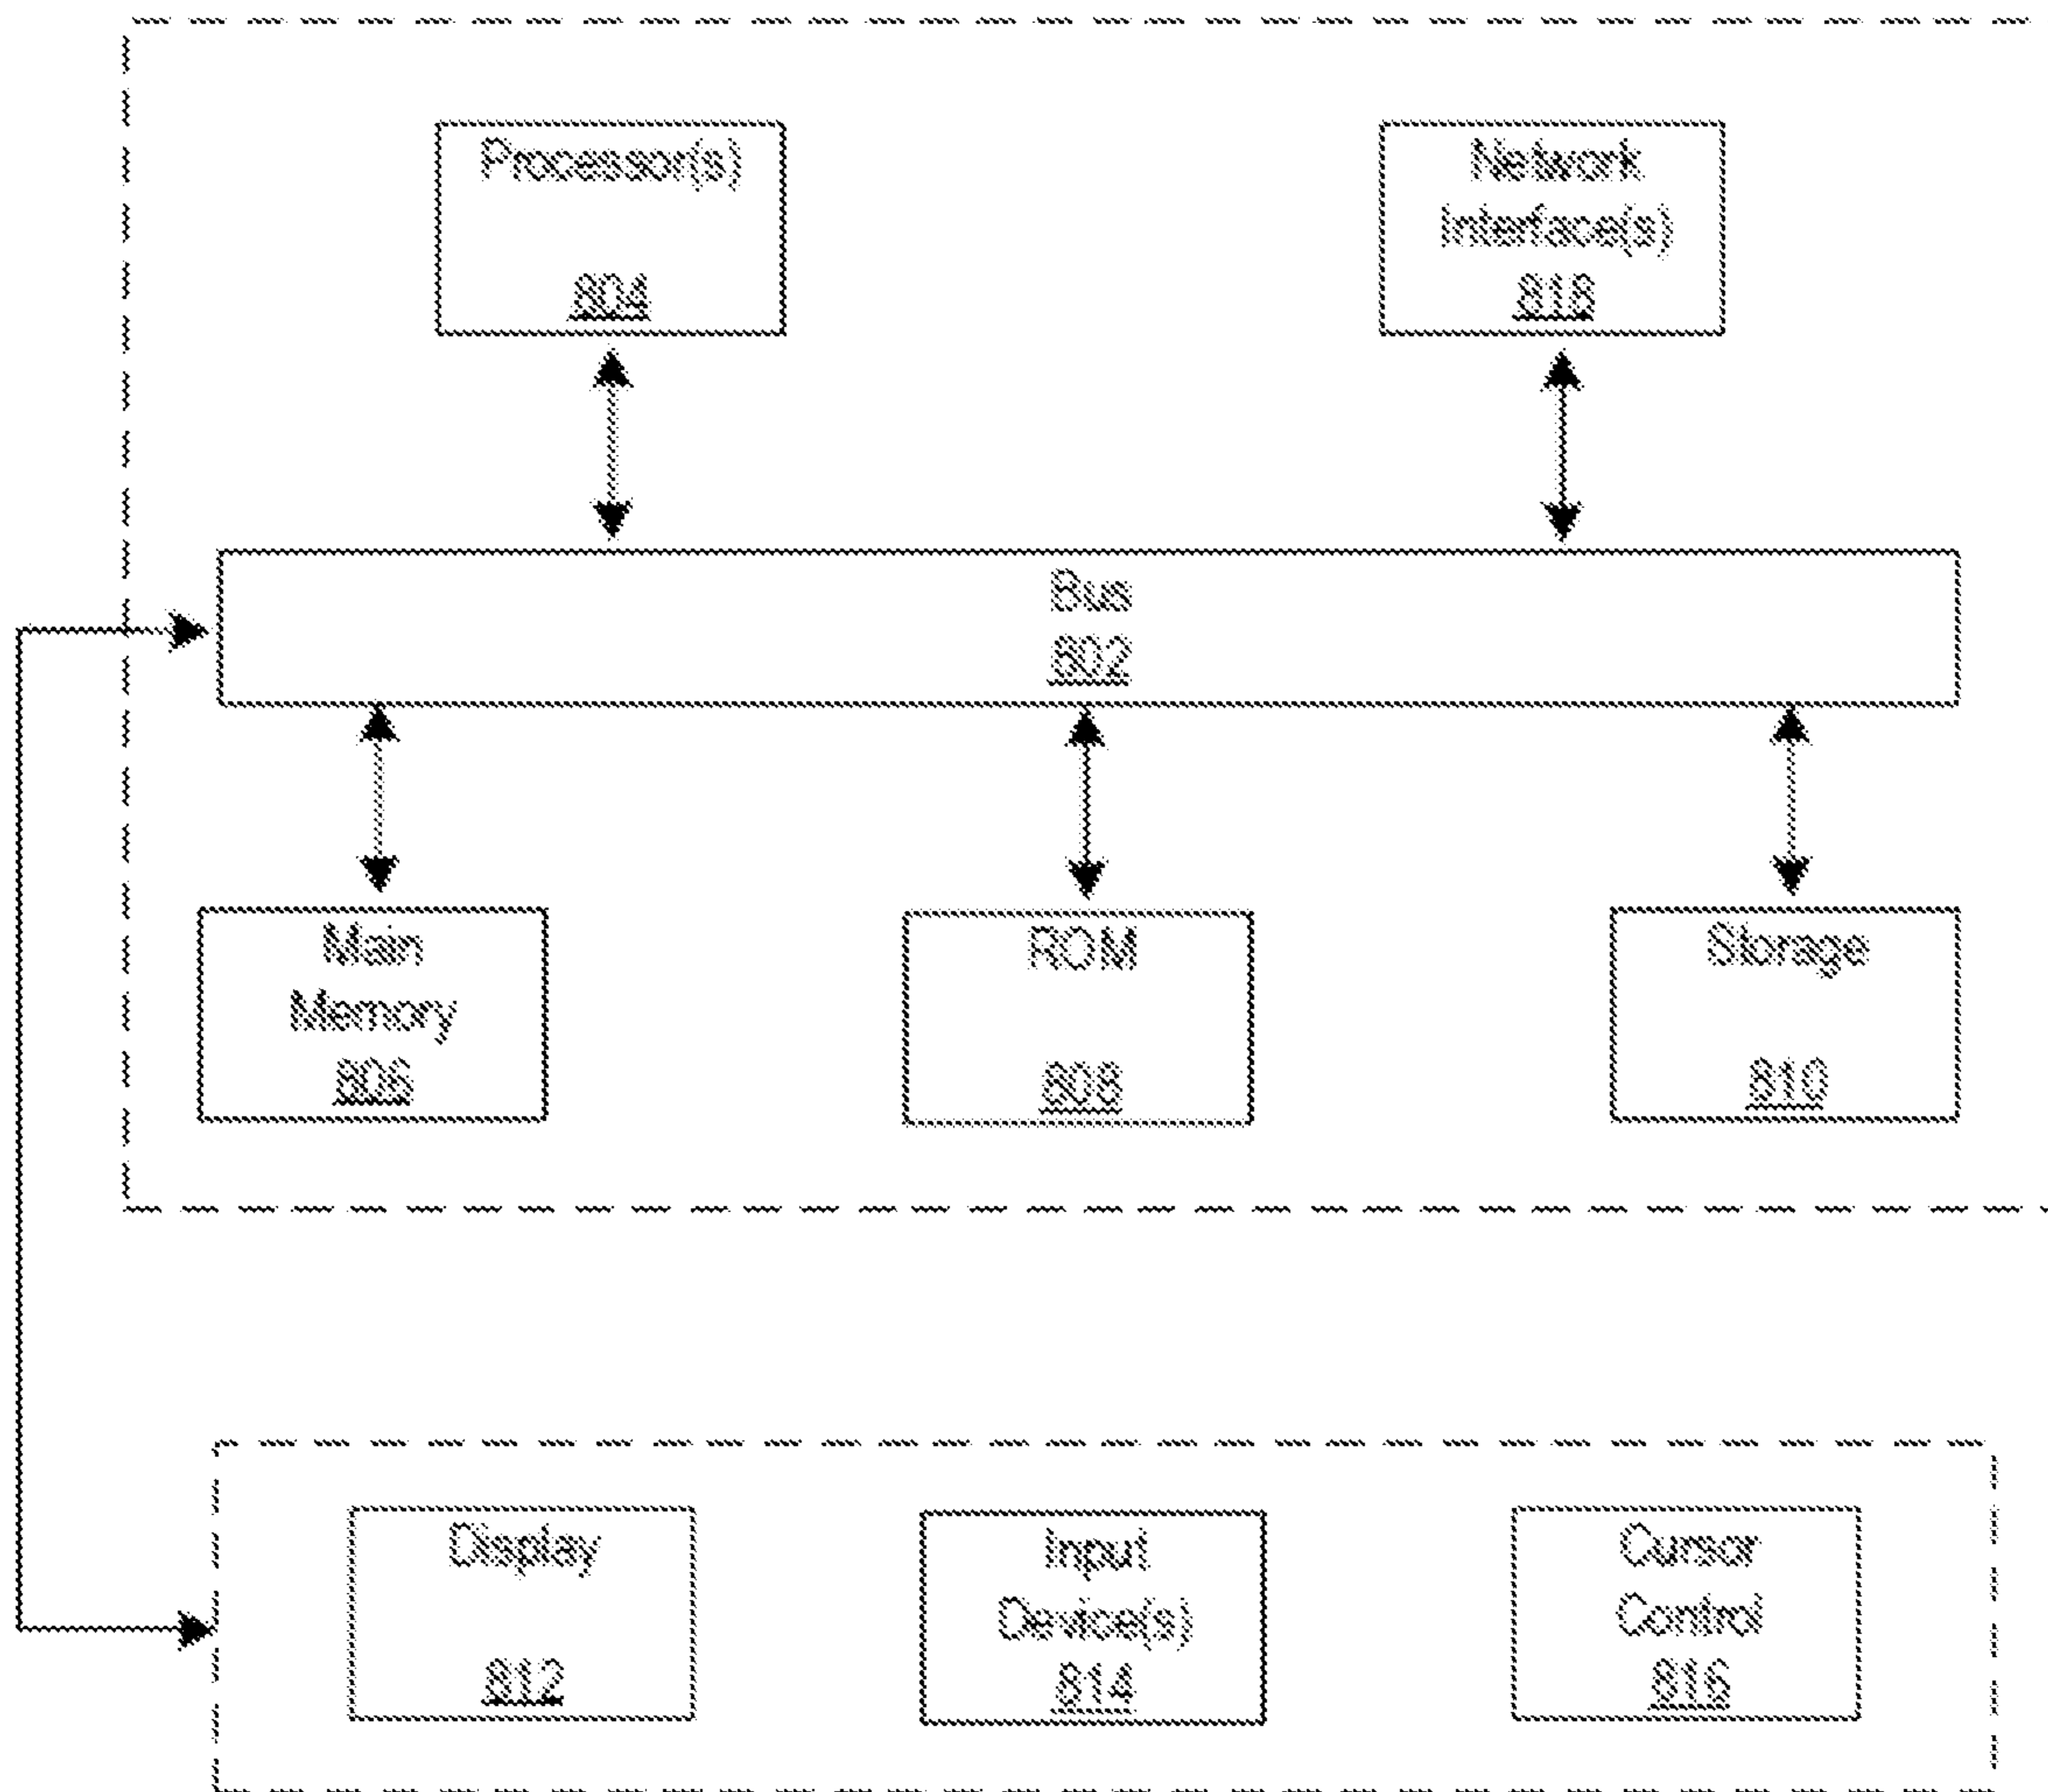 Processor(s)
804
Network
Interface(s)
818
Bus
802
Main
Memory
806
ROM
808
Storage
810
Display
812
Input
Device(s)
814
Cursor
Control
816